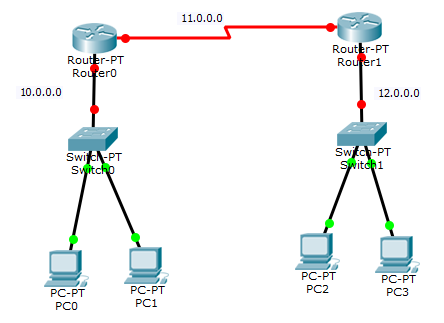 11.0.0.0
Router-PT
Router0
Router-PT
Router1
10.0.0.0
12.0.0.0
Switch-PT
Switch0
Switch-PT
Switch1
PC-PT
PC0
PC-PT
PC1
PC-PT
PC2
PC-PT
PC3